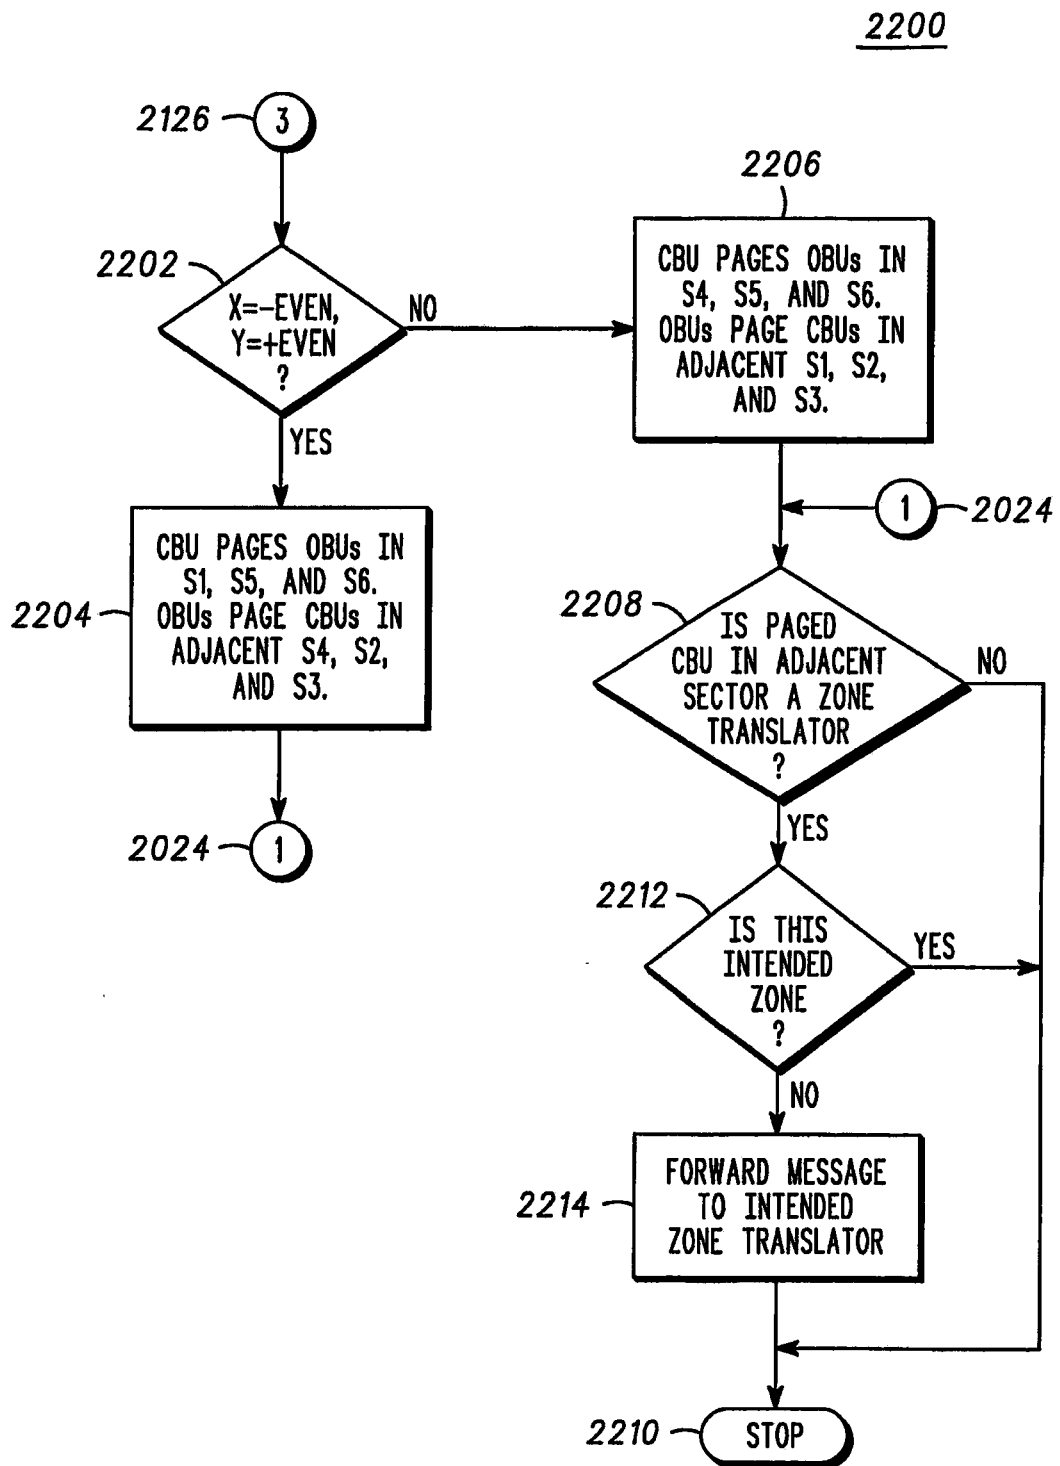 2200
2126
3
2202
X=-EVEN,
Y=+EVEN
?
NO
YES
2204
CBU PAGES OBUs IN
S1, S5, AND S6.
OBUs PAGE CBUs IN
ADJACENT S4, S2,
AND S3.
2024
1
2206
CBU PAGES OBUs IN
S4, S5, AND S6.
OBUs PAGE CBUs IN
ADJACENT S1, S2,
AND S3.
1
2024
2208
IS PAGED
CBU IN ADJACENT
SECTOR A ZONE
TRANSLATOR
?
NO
YES
2212
IS THIS
INTENDED
ZONE
?
YES
NO
2214
FORWARD MESSAGE
TO INTENDED
ZONE TRANSLATOR
2210
STOP